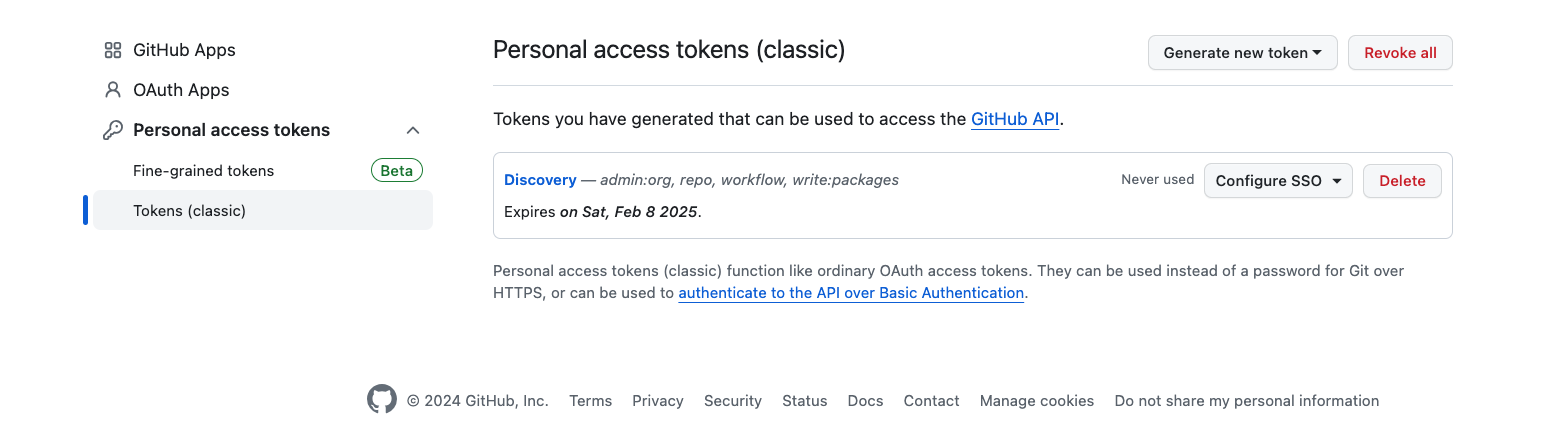 GitHub Apps
OAuth Apps
Personal access tokens
Fine-grained tokens Beta
Tokens (classic)
Personal access tokens (classic)
Generate new token Revoke all
Tokens you have generated that can be used to access the GitHub API.
Discovery — admin:org, repo, workflow, write:packages Never used Configure SSO Delete
Expires on Sat, Feb 8 2025.
Personal access tokens (classic) function like ordinary OAuth access tokens. They can be used instead of a password for Git over
HTTPS, or can be used to authenticate to the API over Basic Authentication.
© 2024 GitHub, Inc. Terms Privacy Security Status Docs Contact Manage cookies Do not share my personal information